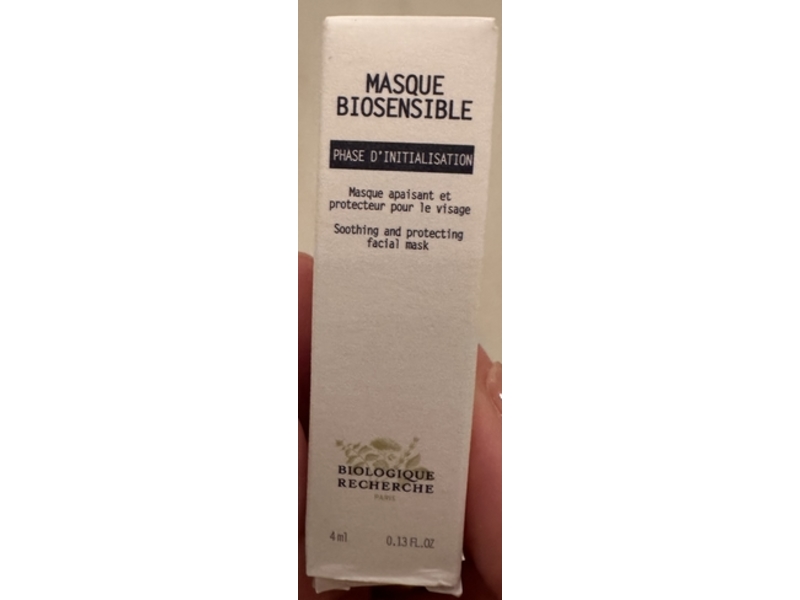 MASQUE
BIOSENSIBLE
PHASE D'INITIALISATION
Masque apaisant et
protecteur pour le visage
Soothing and protecting
facial mask
BIOLOGIQUE
RECHERCHE
PARIS
4 ml 0.13 FL.OZ